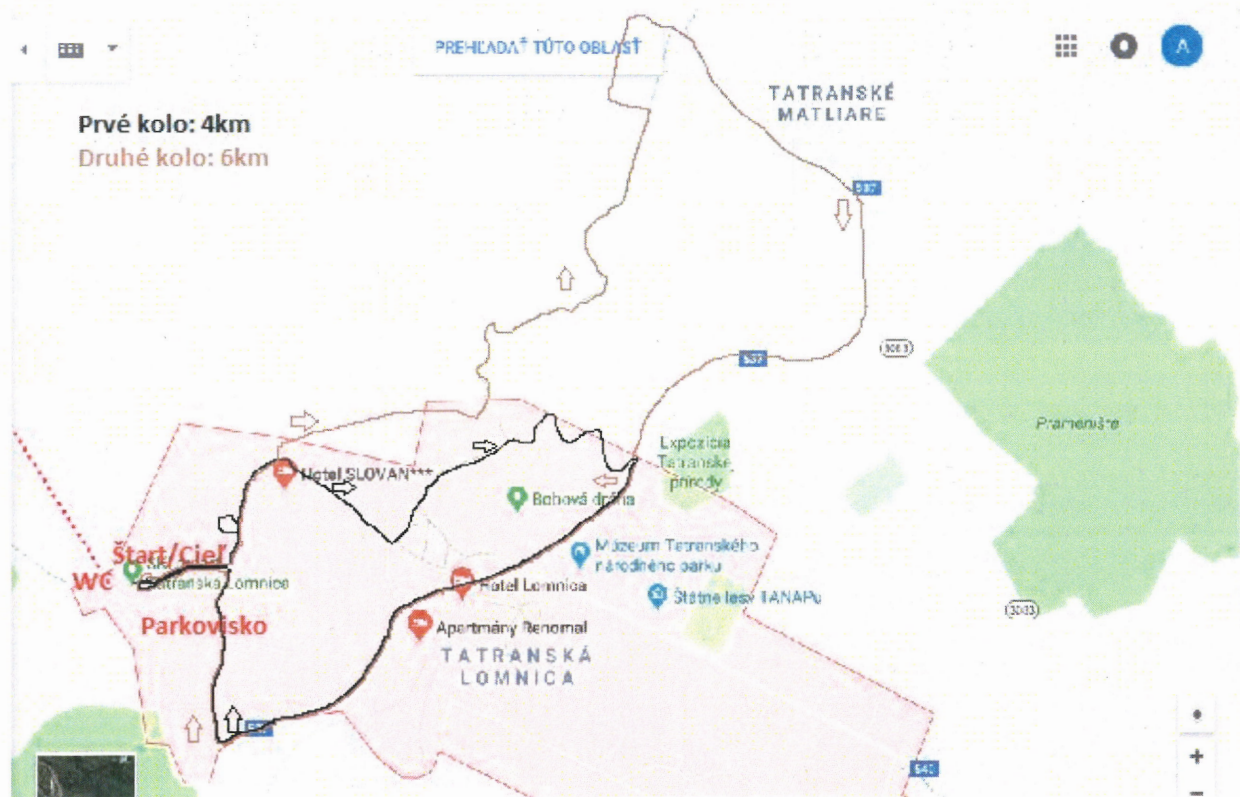 PREHĽADAŤ TÚTO OBLASŤ
A
TATRANSKÉ
MATLIARE
Prvé kolo: 4km
Druhé kolo: 6km
537
537
3083
Pramenište
Expozícia
Tatranskej
prírody
Hotel SLOVAN***
Bobová dráha
Štart/Cieľ
Tatranská Lomnica
WC
Múzeum Tatranského
národného parku
Hotel Lomnica
Štátne lesy TANAPu
3083
Parkovisko
Apartmány Renomal
TATRANSKÁ
LOMNICA
540
+
−